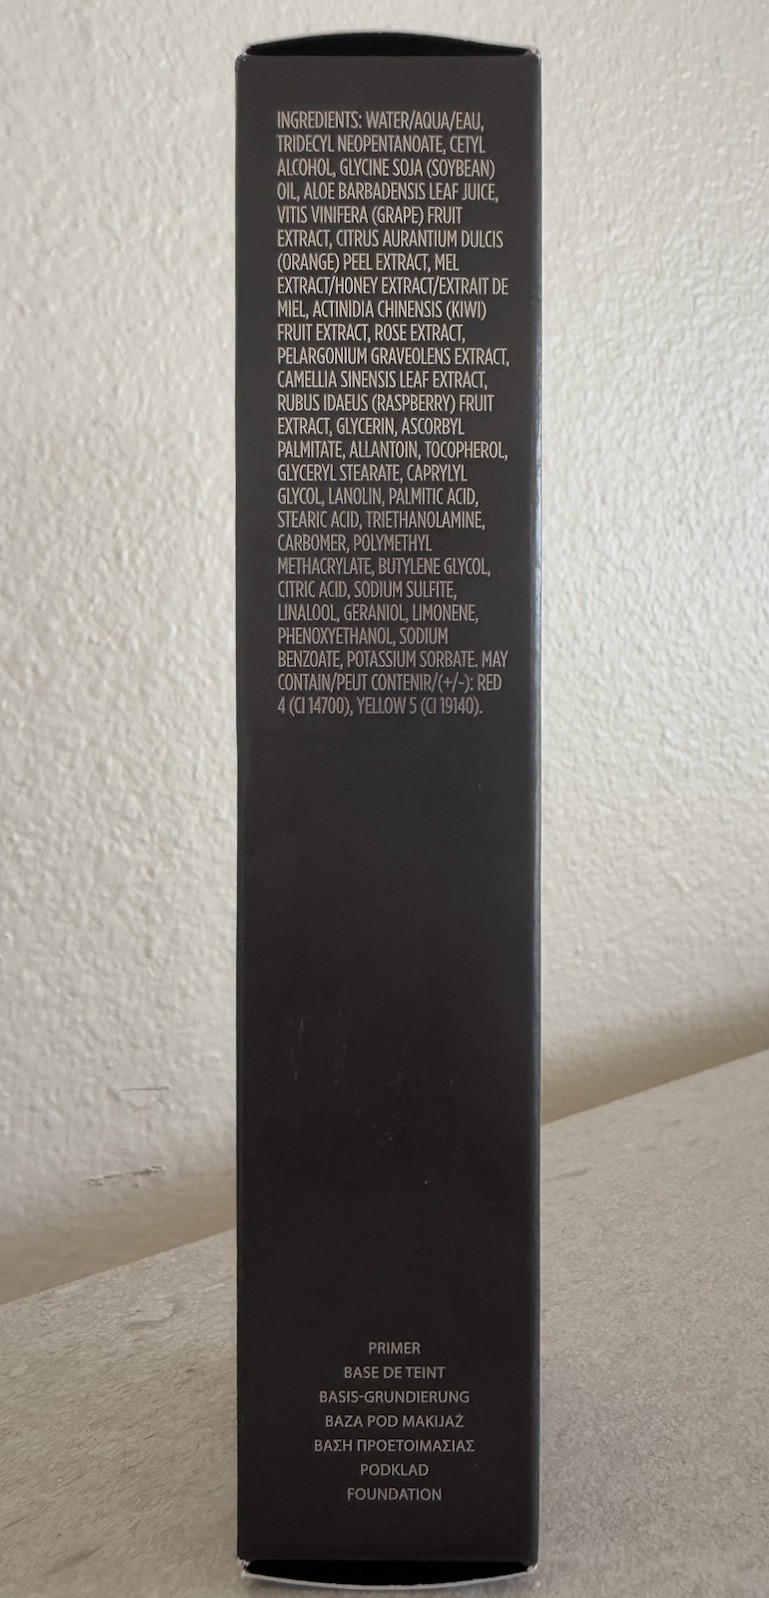 INGREDIENTS: WATER/AQUA/EAU,
TRIDECYL NEOPENTANOATE, CETYL
ALCOHOL, GLYCINE SOJA (SOYBEAN)
OIL, ALOE BARBADENSIS LEAF JUICE,
VITIS VINIFERA (GRAPE) FRUIT
EXTRACT, CITRUS AURANTIUM DULCIS
(ORANGE) PEEL EXTRACT, MEL
EXTRACT/HONEY EXTRACT/EXTRAIT DE
MIEL, ACTINIDIA CHINENSIS (KIWI)
FRUIT EXTRACT, ROSE EXTRACT,
PELARGONIUM GRAVEOLENS EXTRACT,
CAMELLIA SINENSIS LEAF EXTRACT,
RUBUS IDAEUS (RASPBERRY) FRUIT
EXTRACT, GLYCERIN, ASCORBYL
PALMITATE, ALLANTOIN, TOCOPHEROL,
GLYCERYL STEARATE, CAPRYLYL
GLYCOL, LANOLIN, PALMITIC ACID,
STEARIC ACID, TRIETHANOLAMINE,
CARBOMER, POLYMETHYL
METHACRYLATE, BUTYLENE GLYCOL,
CITRIC ACID, SODIUM SULFITE,
LINALOOL, GERANIOL, LIMONENE,
PHENOXYETHANOL, SODIUM
BENZOATE, POTASSIUM SORBATE. MAY
CONTAIN/PEUT CONTENIR/(+/-): RED
4 (CI 14700), YELLOW 5 (CI 19140).
PRIMER
BASE DE TEINT
BASIS-GRUNDIERUNG
BAZA POD MAKIJAŻ
ΒΑΣΗ ΠΡΟΕΤΟΙΜΑΣΙΑΣ
PODKLAD
FOUNDATION